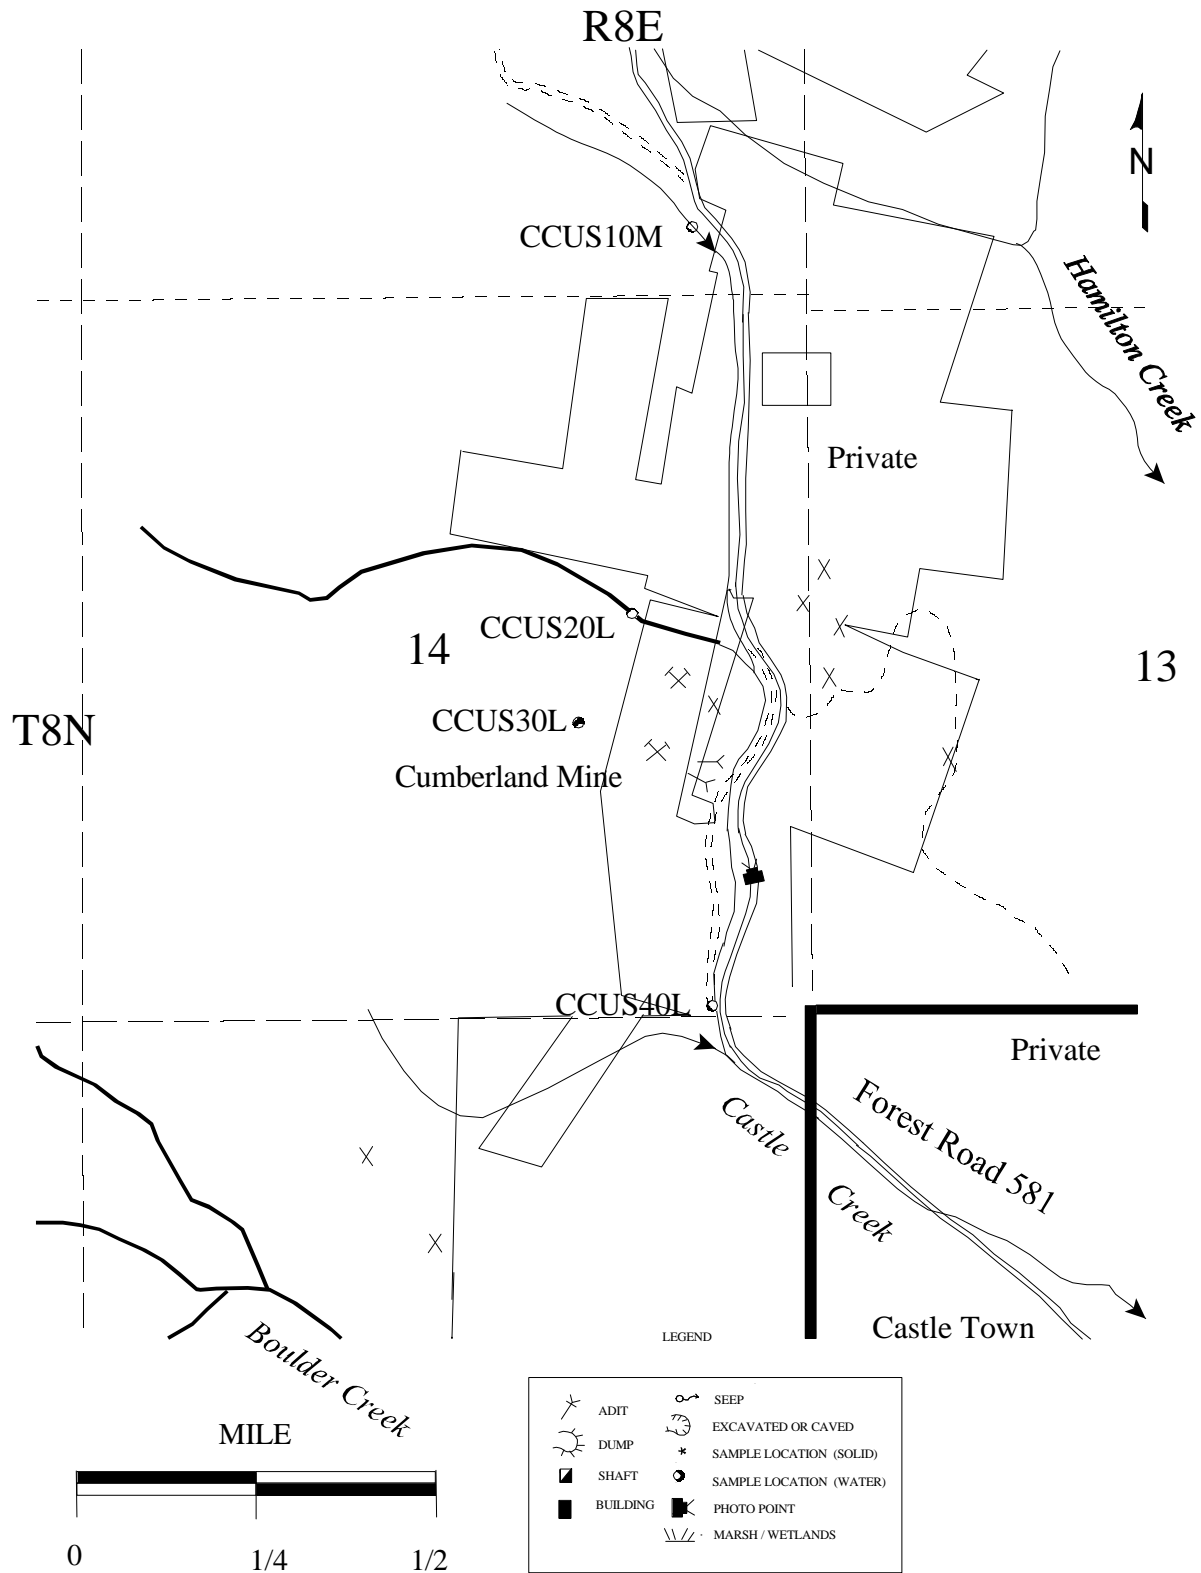 R8E
N
CCUS10M
Hamilton Creek
Private
CCUS20L
14
13
CCUS30L
T8N
Cumberland Mine
CCUS40L
Private
Forest Road 581
Castle
Creek
Castle Town
Boulder Creek
LEGEND
ADIT
SEEP
EXCAVATED OR CAVED
DUMP
SAMPLE LOCATION (SOLID)
SHAFT
SAMPLE LOCATION (WATER)
BUILDING
PHOTO POINT
MARSH / WETLANDS
MILE
0 1/4 1/2